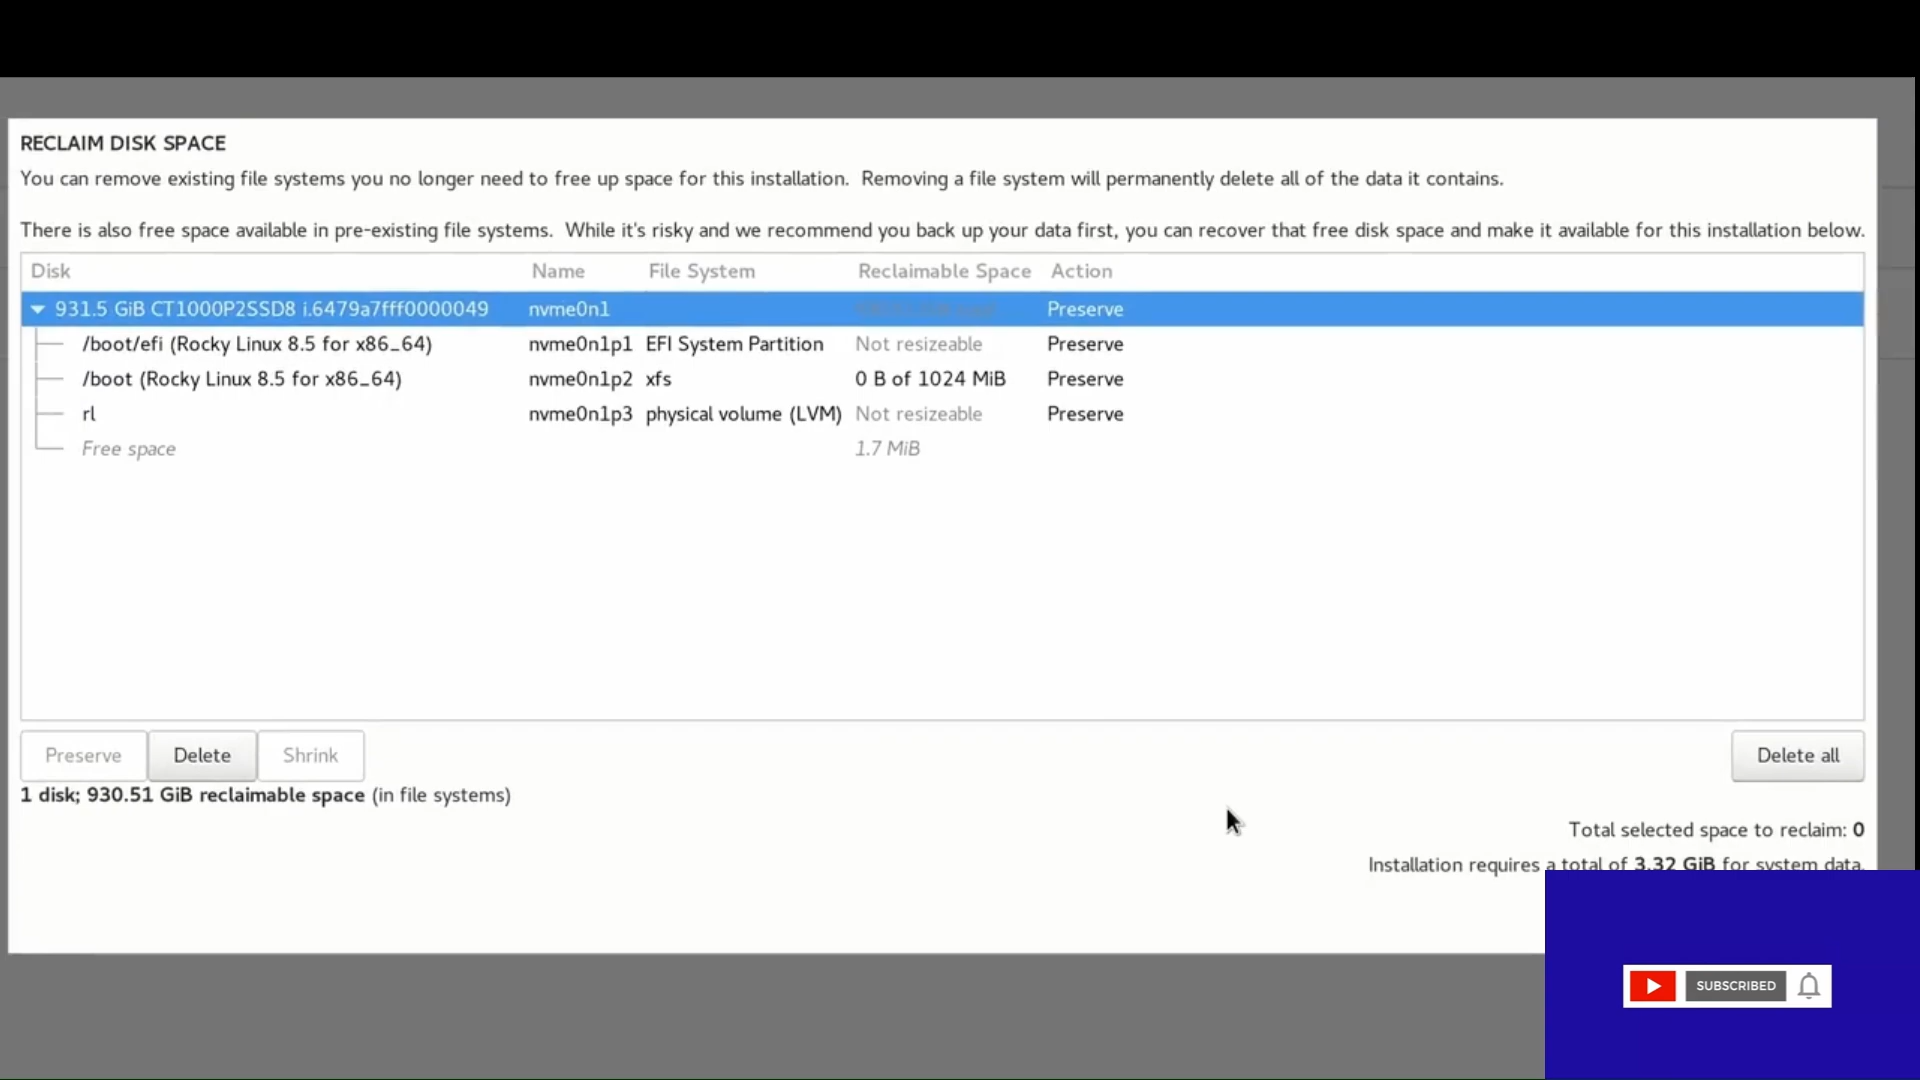 RECLAIM DISK SPACE
You can remove existing file systems you no longer need to free up space for this installation.  Removing a file system will permanently delete all of the data it contains.
There is also free space available in pre-existing file systems.  While it's risky and we recommend you back up your data first, you can recover that free disk space and make it available for this installation below.
Disk Name File System Reclaimable Space Action
931.5 GiB CT1000P2SSD8 i.6479a7fff0000049 nvme0n1 Preserve
/boot/efi (Rocky Linux 8.5 for x86_64) nvme0n1p1 EFI System Partition Not resizeable Preserve
/boot (Rocky Linux 8.5 for x86_64) nvme0n1p2 xfs 0 B of 1024 MiB Preserve
rl nvme0n1p3 physical volume (LVM) Not resizeable Preserve
Free space 1.7 MiB
Preserve Delete Shrink Delete all
1 disk; 930.51 GiB reclaimable space (in file systems)
Total selected space to reclaim: 0
Installation requires a total of 3.32 GiB for system data.
SUBSCRIBED